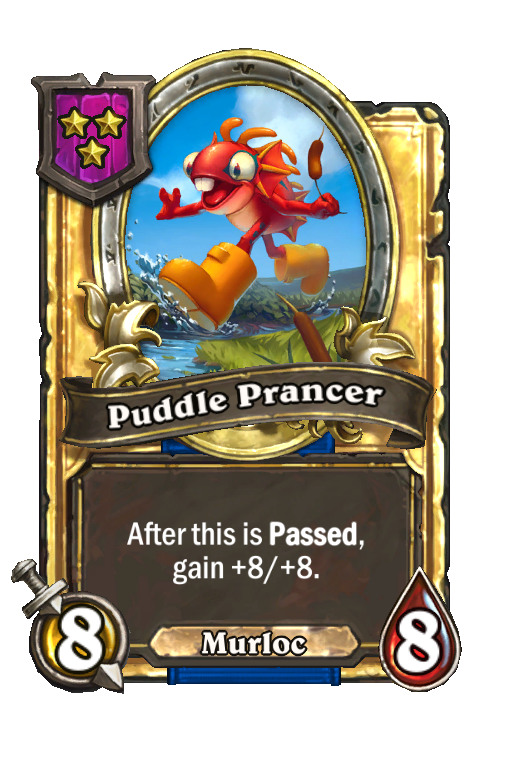 Puddle Prancer
After this is Passed,
gain +8/+8.
8
Murloc
8